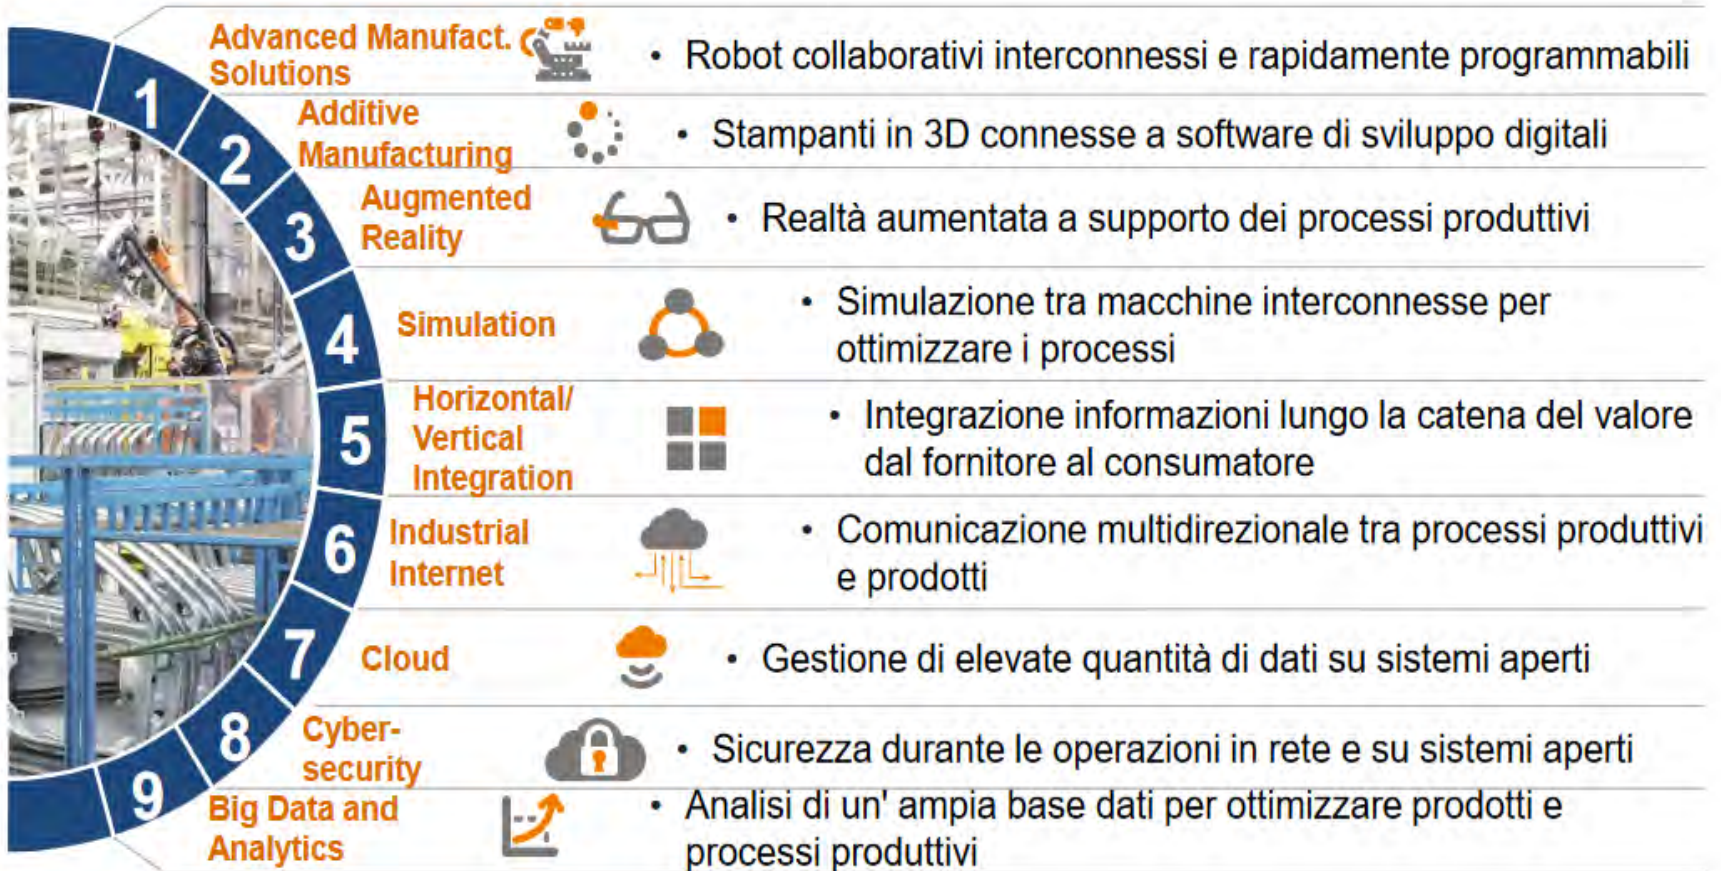 1
Advanced Manufact.
Solutions
• Robot collaborativi interconnessi e rapidamente programmabili
2
Additive
Manufacturing
• Stampanti in 3D connesse a software di sviluppo digitali
3
Augmented
Reality
• Realtà aumentata a supporto dei processi produttivi
4
Simulation
• Simulazione tra macchine interconnesse per
ottimizzare i processi
5
Horizontal/
Vertical
Integration
• Integrazione informazioni lungo la catena del valore
dal fornitore al consumatore
6
Industrial
Internet
• Comunicazione multidirezionale tra processi produttivi
e prodotti
7
Cloud
• Gestione di elevate quantità di dati su sistemi aperti
8
Cyber-
security
• Sicurezza durante le operazioni in rete e su sistemi aperti
9
Big Data and
Analytics
• Analisi di un' ampia base dati per ottimizzare prodotti e
processi produttivi